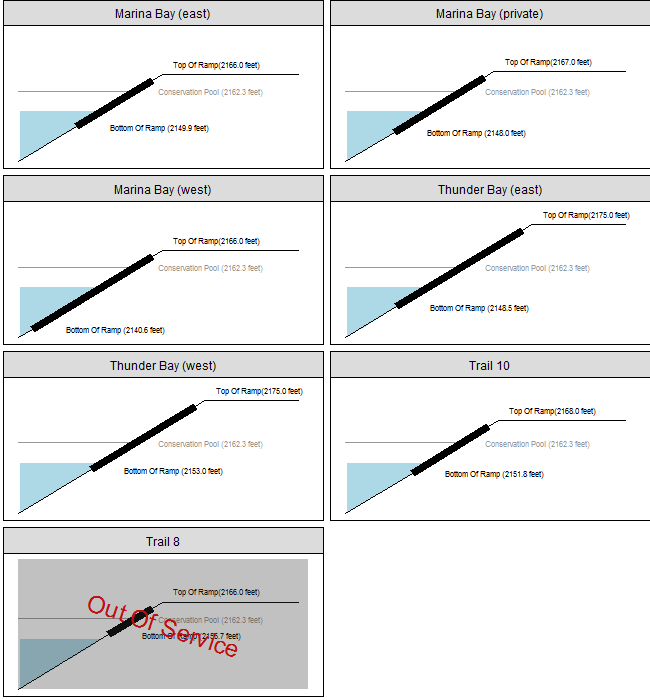 Marina Bay (east)
Top Of Ramp(2166.0 feet)
Conservation Pool (2162.3 feet)
Bottom Of Ramp (2149.9 feet)
Marina Bay (private)
Top Of Ramp(2167.0 feet)
Conservation Pool (2162.3 feet)
Bottom Of Ramp (2148.0 feet)
Marina Bay (west)
Top Of Ramp(2166.0 feet)
Conservation Pool (2162.3 feet)
Bottom Of Ramp (2140.6 feet)
Thunder Bay (east)
Top Of Ramp(2175.0 feet)
Conservation Pool (2162.3 feet)
Bottom Of Ramp (2148.5 feet)
Thunder Bay (west)
Top Of Ramp(2175.0 feet)
Conservation Pool (2162.3 feet)
Bottom Of Ramp (2153.0 feet)
Trail 10
Top Of Ramp(2168.0 feet)
Conservation Pool (2162.3 feet)
Bottom Of Ramp (2151.8 feet)
Trail 8
Top Of Ramp(2166.0 feet)
Out Of Service
Conservation Pool (2162.3 feet)
Bottom Of Ramp (2155.7 feet)